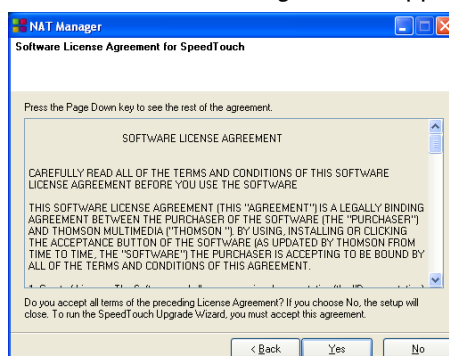 NAT Manager
Software License Agreement for SpeedTouch
Press the Page Down key to see the rest of the agreement.
SOFTWARE LICENSE AGREEMENT
CAREFULLY READ ALL OF THE TERMS AND CONDITIONS OF THIS SOFTWARE
LICENSE AGREEMENT BEFORE YOU USE THE SOFTWARE
THIS SOFTWARE LICENSE AGREEMENT (THIS "AGREEMENT") IS A LEGALLY BINDING
AGREEMENT BETWEEN THE PURCHASER OF THE SOFTWARE (THE "PURCHASER")
AND THOMSON MULTIMEDIA ("THOMSON "). BY USING, INSTALLING OR CLICKING
THE ACCEPTANCE BUTTON OF THE SOFTWARE (AS UPDATED BY THOMSON FROM
TIME TO TIME, THE "SOFTWARE") THE PURCHASER IS ACCEPTING TO BE BOUND BY
ALL OF THE TERMS AND CONDITIONS OF THIS AGREEMENT.
Do you accept all terms of the preceding License Agreement? If you choose No, the setup will
close. To run the SpeedTouch Upgrade Wizard, you must accept this agreement.
< Back Yes No